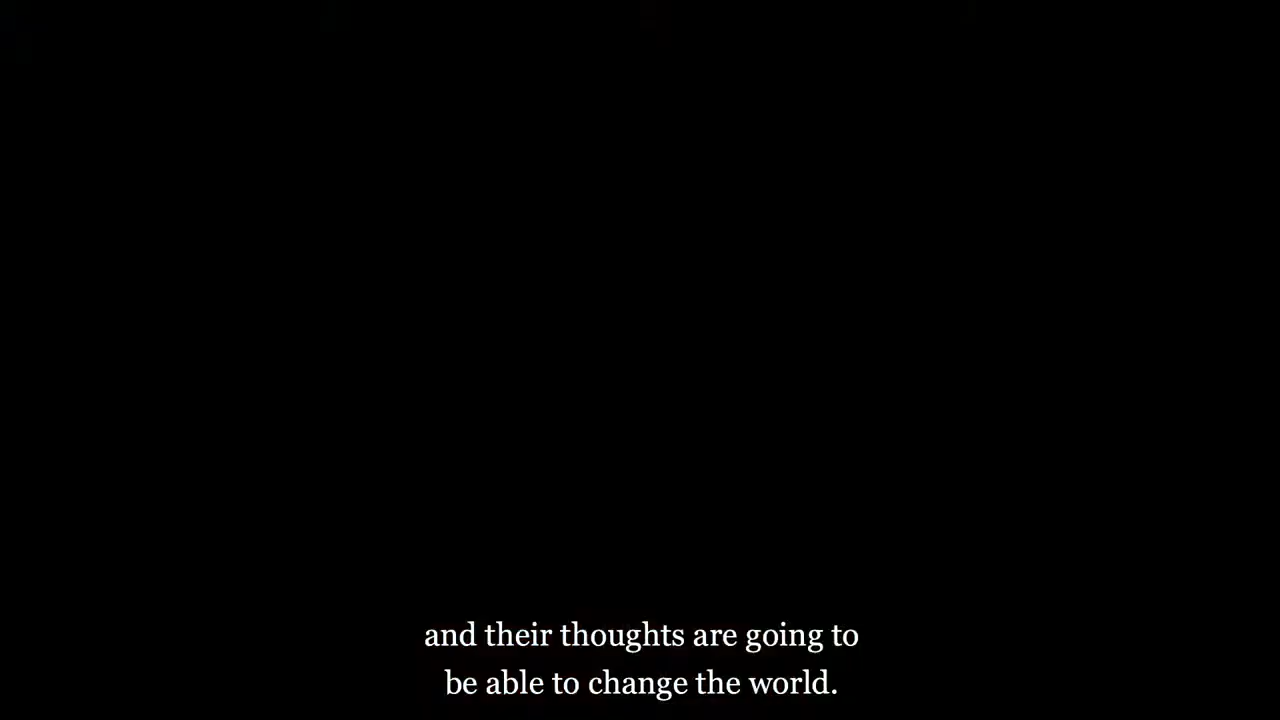 and their thoughts are going to
be able to change the world.